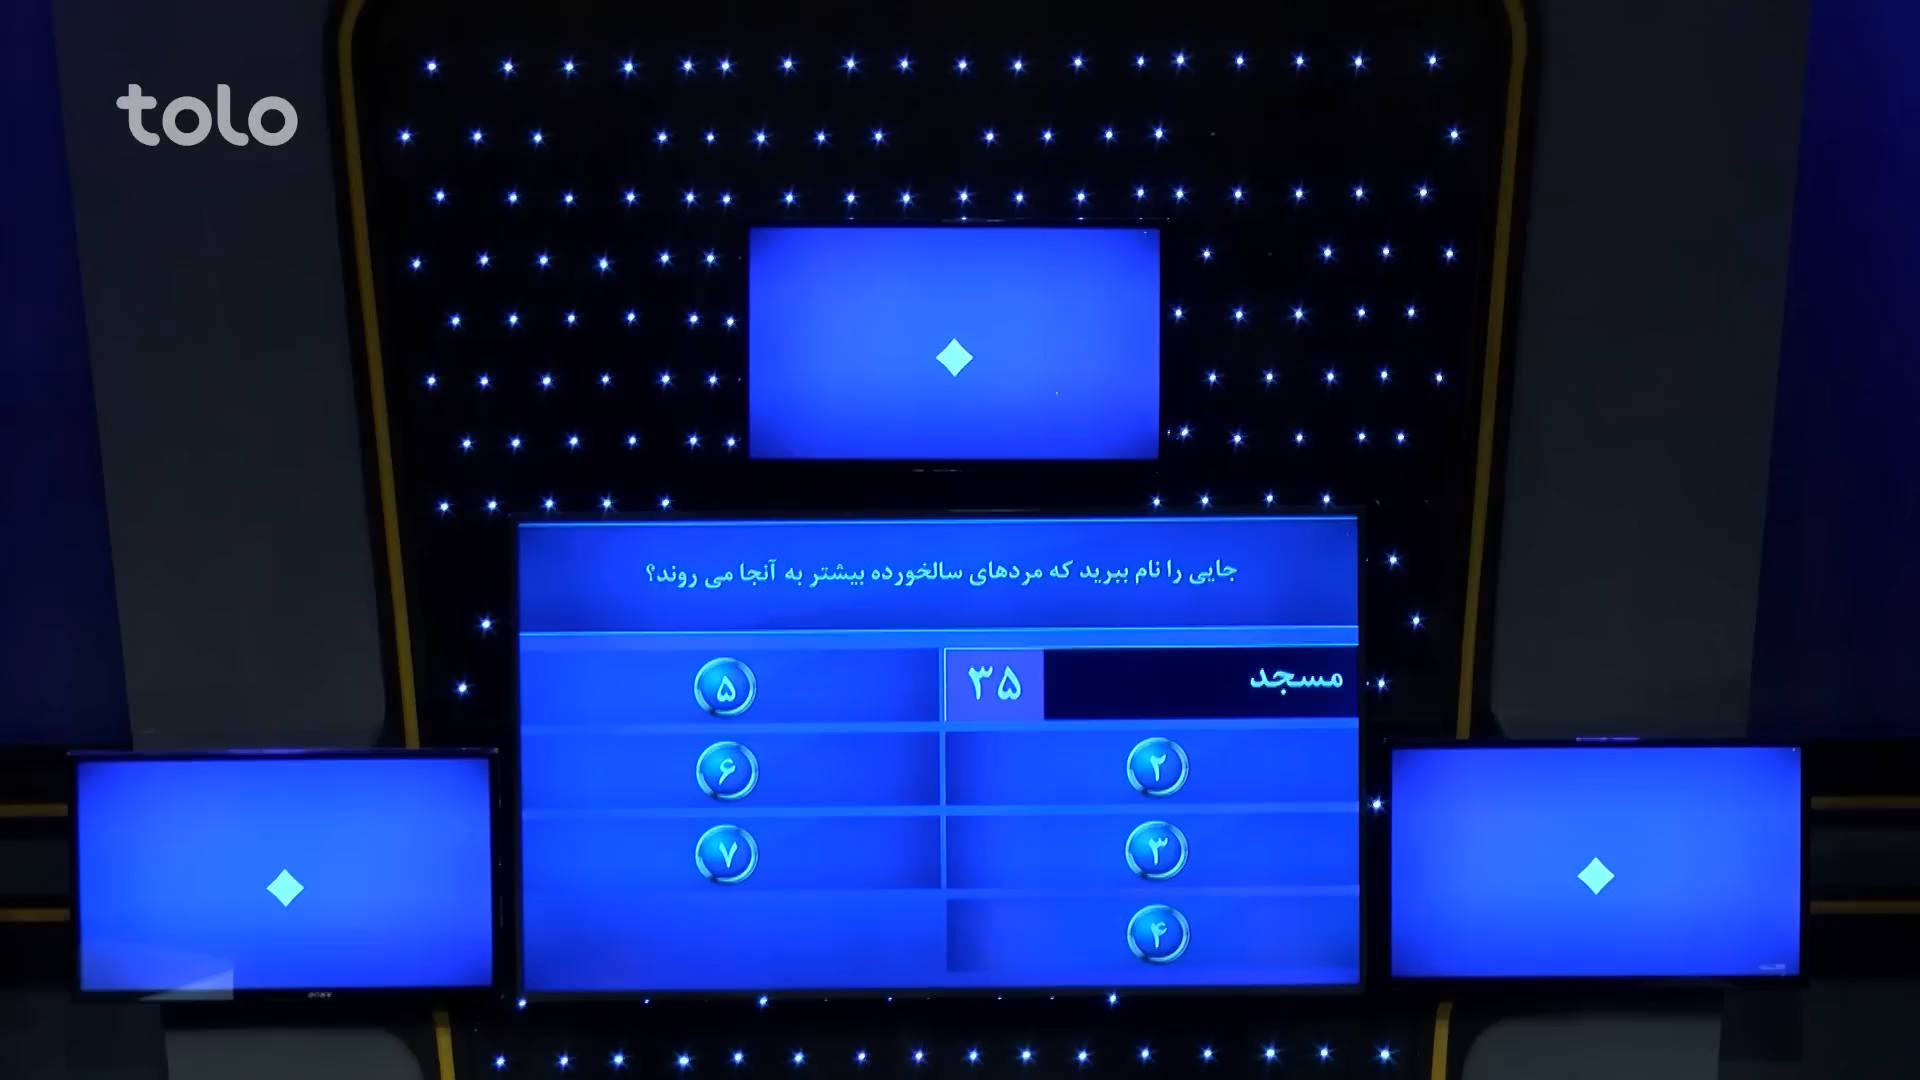 tolo
جایی را نام ببرید که مردهای سالخورده بیشتر به آنجا می روند؟
مسجد ۳۵
۵
۲
۶
۳
۷
۴